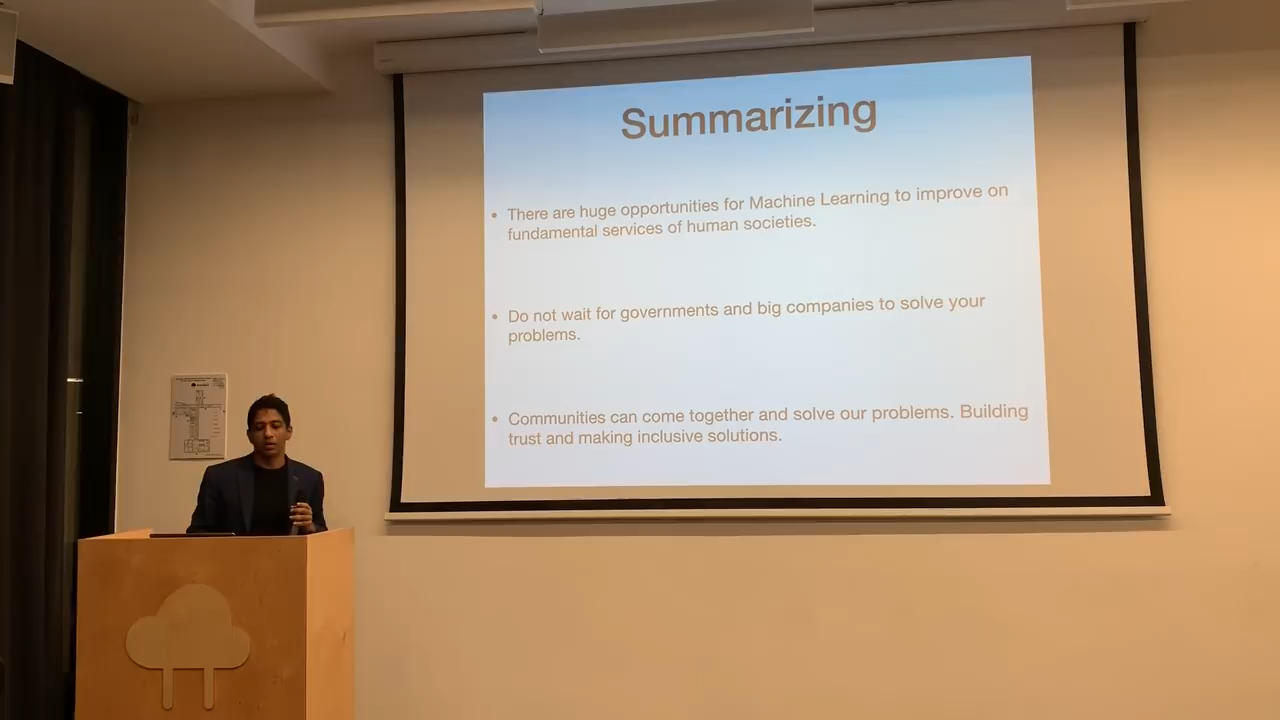 Summarizing
• There are huge opportunities for Machine Learning to improve on
fundamental services of human societies.
• Do not wait for governments and big companies to solve your
problems.
• Communities can come together and solve our problems. Building
trust and making inclusive solutions.